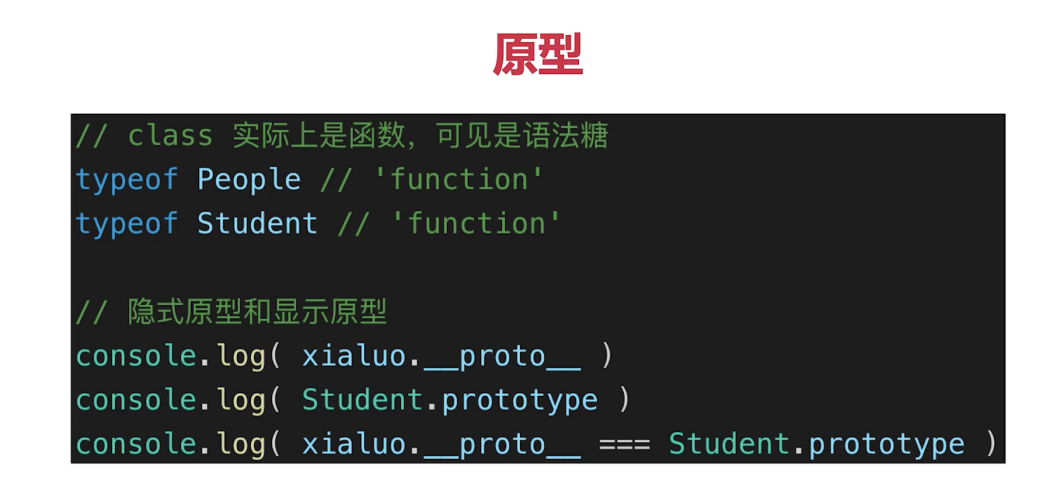 原型
// class 实际上是函数，可见是语法糖
typeof People // 'function'
typeof Student // 'function'
// 隐式原型和显示原型
console.log( xialuo.__proto__ )
console.log( Student.prototype )
console.log( xialuo.__proto__ === Student.prototype )